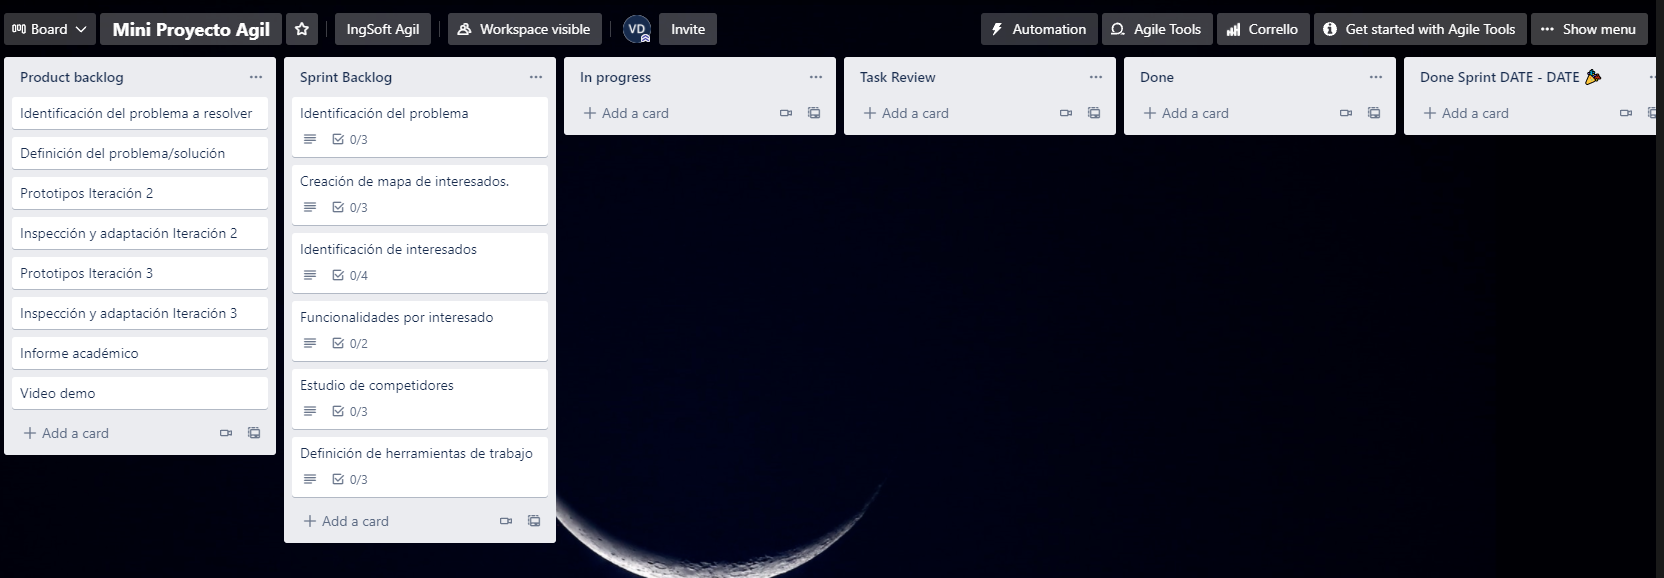 Board
Mini Proyecto Agil
IngSoft Agil
Workspace visible
VD
Invite
Automation
Agile Tools
Corrello
Get started with Agile Tools
Show menu
Product backlog
Identificación del problema a resolver
Definición del problema/solución
Prototipos Iteración 2
Inspección y adaptación Iteración 2
Prototipos Iteración 3
Inspección y adaptación Iteración 3
Informe académico
Video demo
Add a card
Sprint Backlog
Identificación del problema
0/3
Creación de mapa de interesados.
0/3
Identificación de interesados
0/4
Funcionalidades por interesado
0/2
Estudio de competidores
0/3
Definición de herramientas de trabajo
0/3
Add a card
In progress
Add a card
Task Review
Add a card
Done
Add a card
Done Sprint DATE - DATE 🎉
Add a card